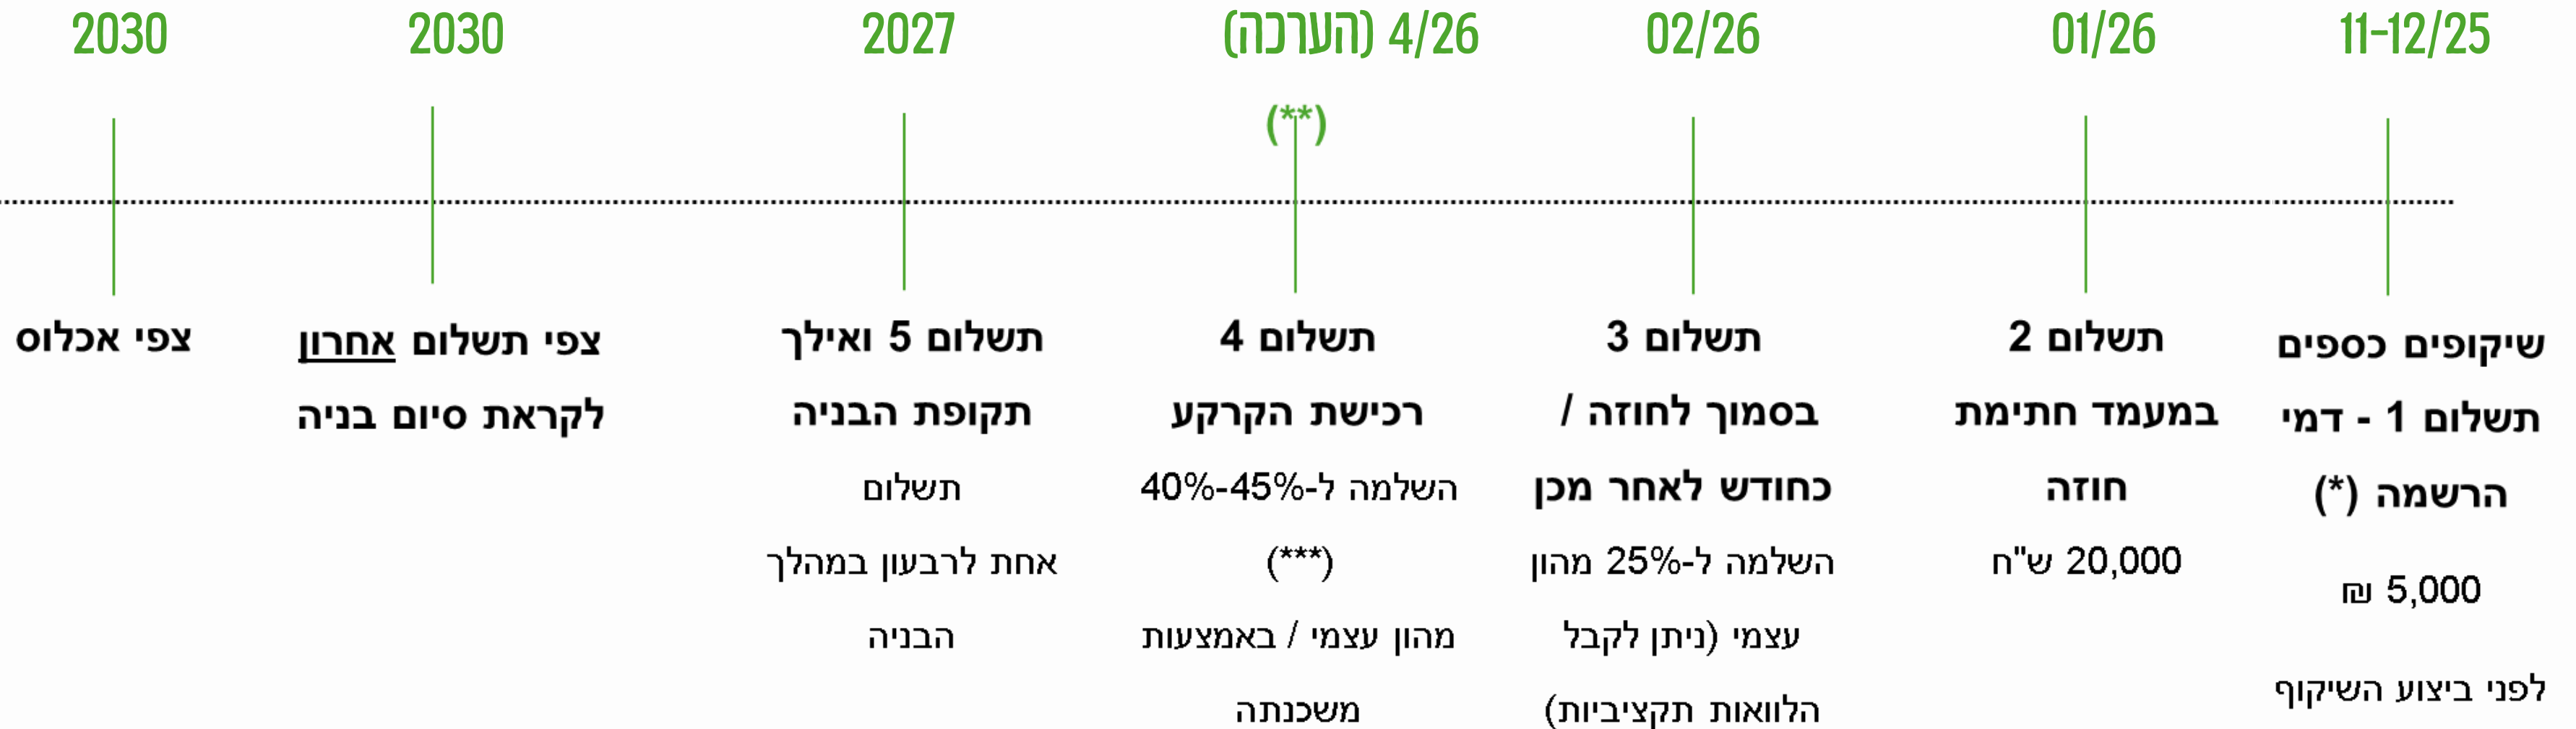 11-12/25
שיקופים כספים
תשלום 1 - דמי
הרשמה (*)
5,000 ₪
לפני ביצוע השיקוף
01/26
תשלום 2
במעמד חתימת
חוזה
20,000 ש"ח
02/26
תשלום 3
בסמוך לחוזה /
כחודש לאחר מכן
השלמה ל-25% מהון
עצמי (ניתן לקבל
הלוואות תקציביות)
4/26 (הערכה)
(**)
תשלום 4
רכישת הקרקע
השלמה ל-40%-45%
(***)
מהון עצמי / באמצעות
משכנתה
2027
תשלום 5 ואילך
תקופת הבניה
תשלום
אחת לרבעון במהלך
הבניה
2030
צפי תשלום אחרון
לקראת סיום בניה
2030
צפי אכלוס